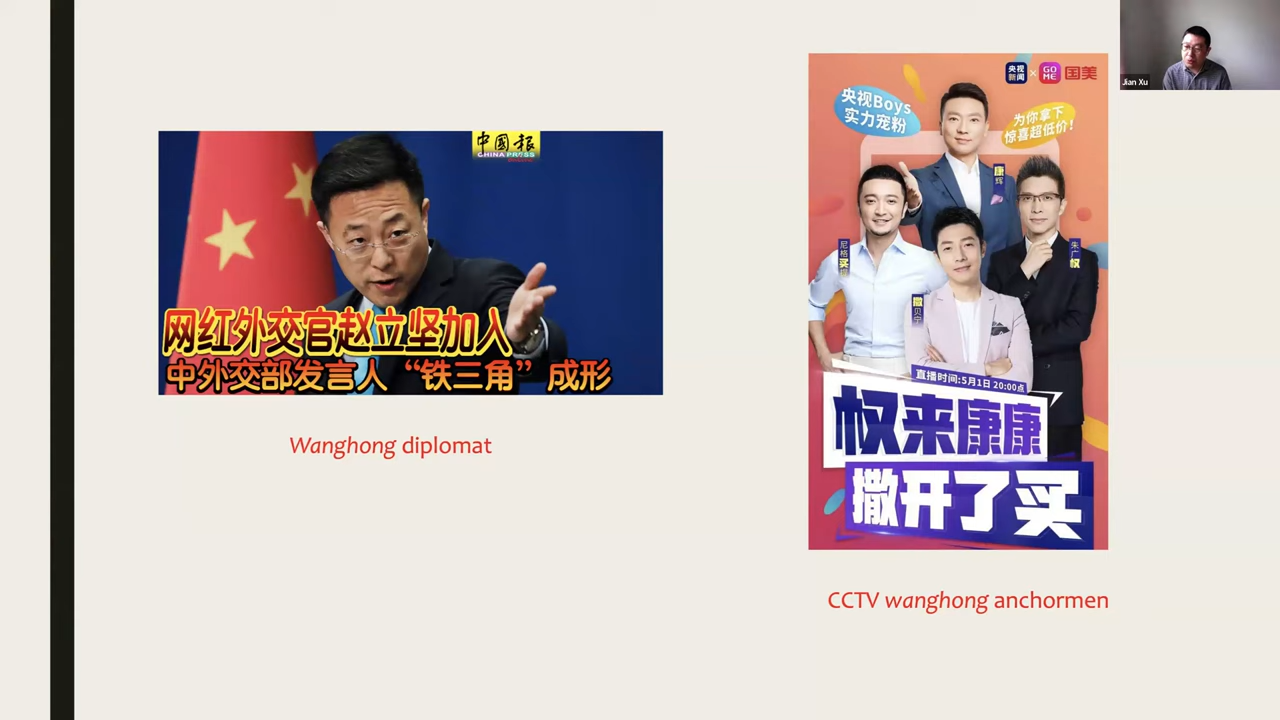 中國報
CHINA PRESS
网红外交官赵立坚加入
中外交部发言人“铁三角”成形
Wanghong diplomat
央视
新闻
×
GO
ME
国美
央视Boys
实力宠粉
为你拿下
惊喜超低价!
康辉
尼格买提
撒贝宁
朱广权
直播时间:5月1日 20:00点
权来康康
撒开了买
CCTV wanghong anchormen
Jian Xu